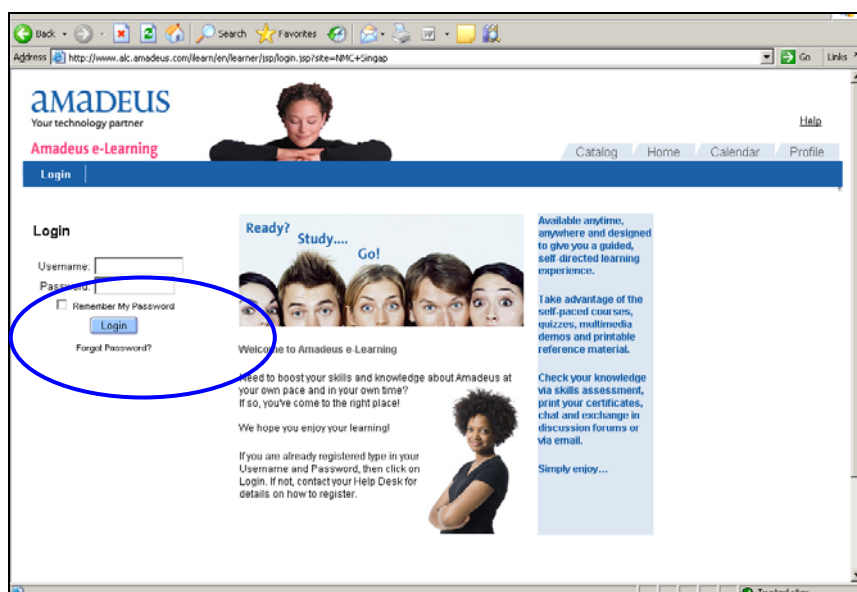 Back
Search Favorites
Address http://www.alc.amadeus.com/ilearn/en/learner/jsp/login.jsp?site=NMC+Singap Go Links
aMaDEUS
Your technology partner
Help
Amadeus e-Learning
Catalog Home Calendar Profile
Login
Login
Username:
Password:
Remember My Password
Login
Forgot Password?
Ready?
Study....
Go!
Welcome to Amadeus e-Learning
Need to boost your skills and knowledge about Amadeus at
your own pace and in your own time?
If so, you've come to the right place!
We hope you enjoy your learning!
If you are already registered type in your
Username and Password, then click on
Login. If not, contact your Help Desk for
details on how to register.
Available anytime,
anywhere and designed
to give you a guided,
self-directed learning
experience.
Take advantage of the
self-paced courses,
quizzes, multimedia
demos and printable
reference material.
Check your knowledge
via skills assessment,
print your certificates,
chat and exchange in
discussion forums or
via email.
Simply enjoy...
Trusted sites